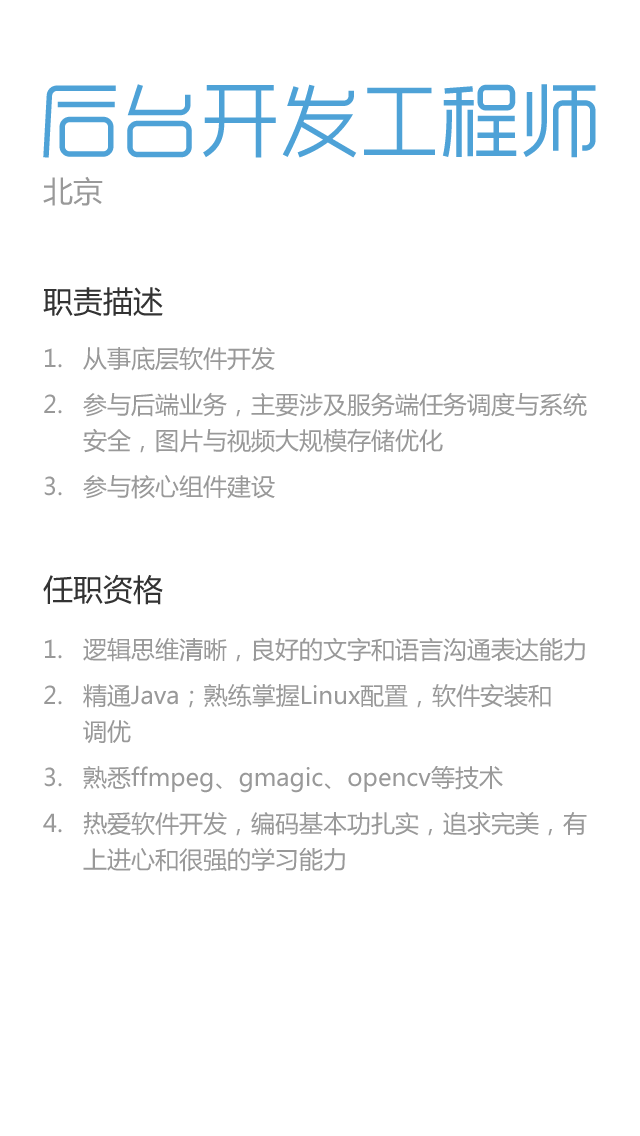 后台开发工程师
北京
职责描述
1. 从事底层软件开发
2. 参与后端业务，主要涉及服务端任务调度与系统
安全，图片与视频大规模存储优化
3. 参与核心组件建设
任职资格
1. 逻辑思维清晰，良好的文字和语言沟通表达能力
2. 精通Java；熟练掌握Linux配置，软件安装和
调优
3. 熟悉ffmpeg、gmagic、opencv等技术
4. 热爱软件开发，编码基本功扎实，追求完美，有
上进心和很强的学习能力